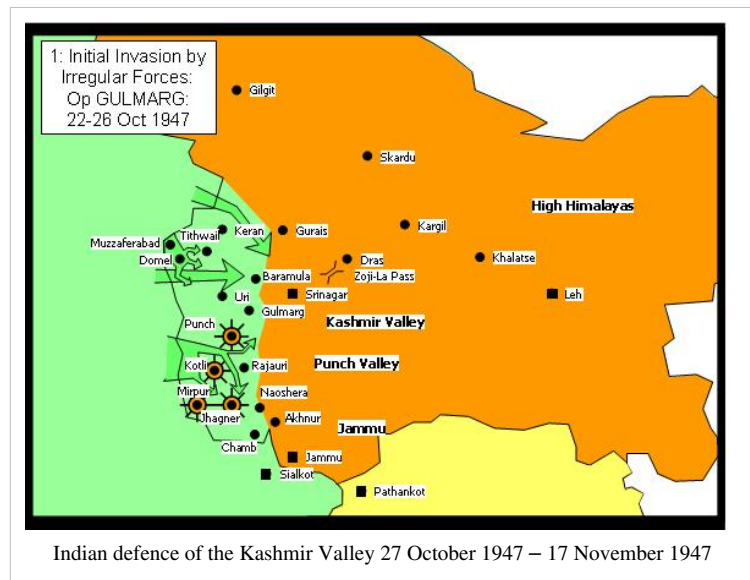 1: Initial Invasion by
Irregular Forces:
Op GULMARG:
22-26 Oct 1947
Gilgit
Skardu
High Himalayas
Tithwail
Keran
Gurais
Kargil
Muzzaferabad
Domel
Dras
Khalatse
Baramula
Zoji-La Pass
Uri
Srinagar
Leh
Gulmarg
Punch
Kashmir Valley
Kotli
Rajauri
Punch Valley
Mirpur
Naoshera
Jhagner
Akhnur
Jammu
Chamb
Jammu
Sialkot
Pathankot
Indian defence of the Kashmir Valley 27 October 1947 – 17 November 1947